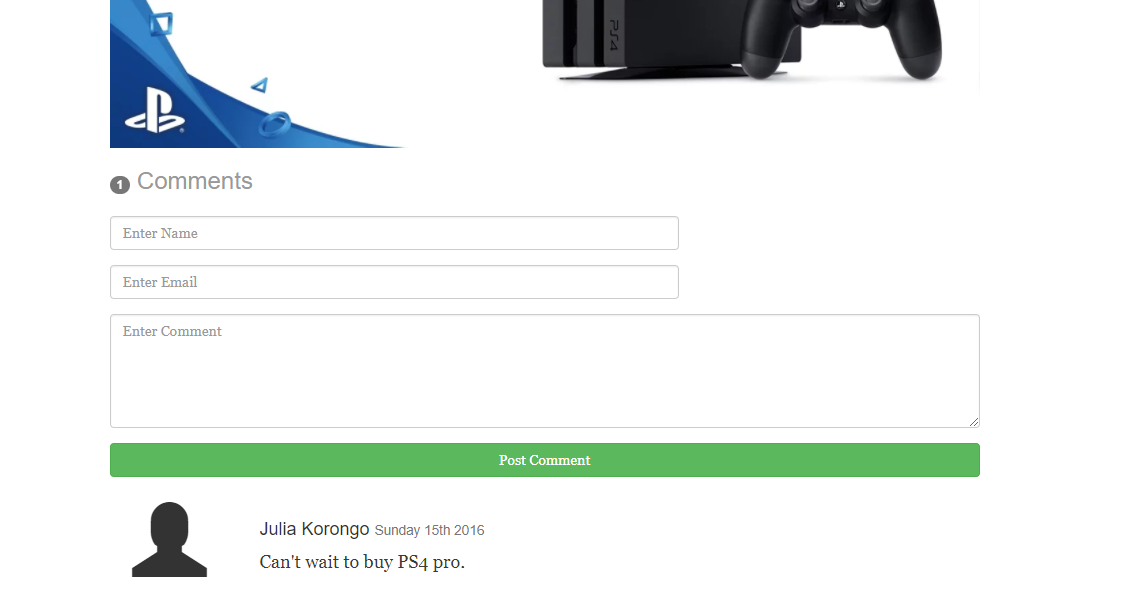 PS4
1 Comments
Enter Name
Enter Email
Enter Comment
Post Comment
Julia Korongo Sunday 15th 2016
Can't wait to buy PS4 pro.